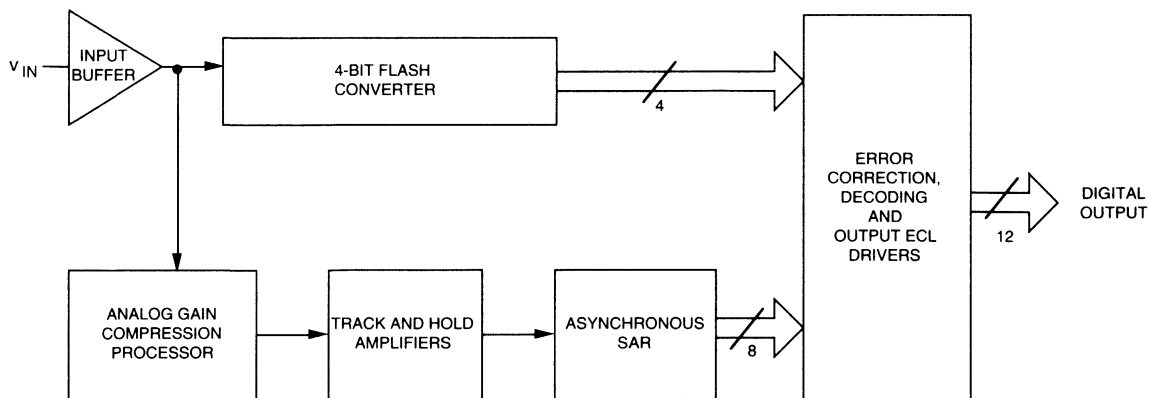 V IN
INPUT
BUFFER
4-BIT FLASH
CONVERTER
4
ERROR
CORRECTION,
DECODING
AND
OUTPUT ECL
DRIVERS
12
DIGITAL
OUTPUT
ANALOG GAIN
COMPRESSION
PROCESSOR
TRACK AND HOLD
AMPLIFIERS
ASYNCHRONOUS
SAR
8